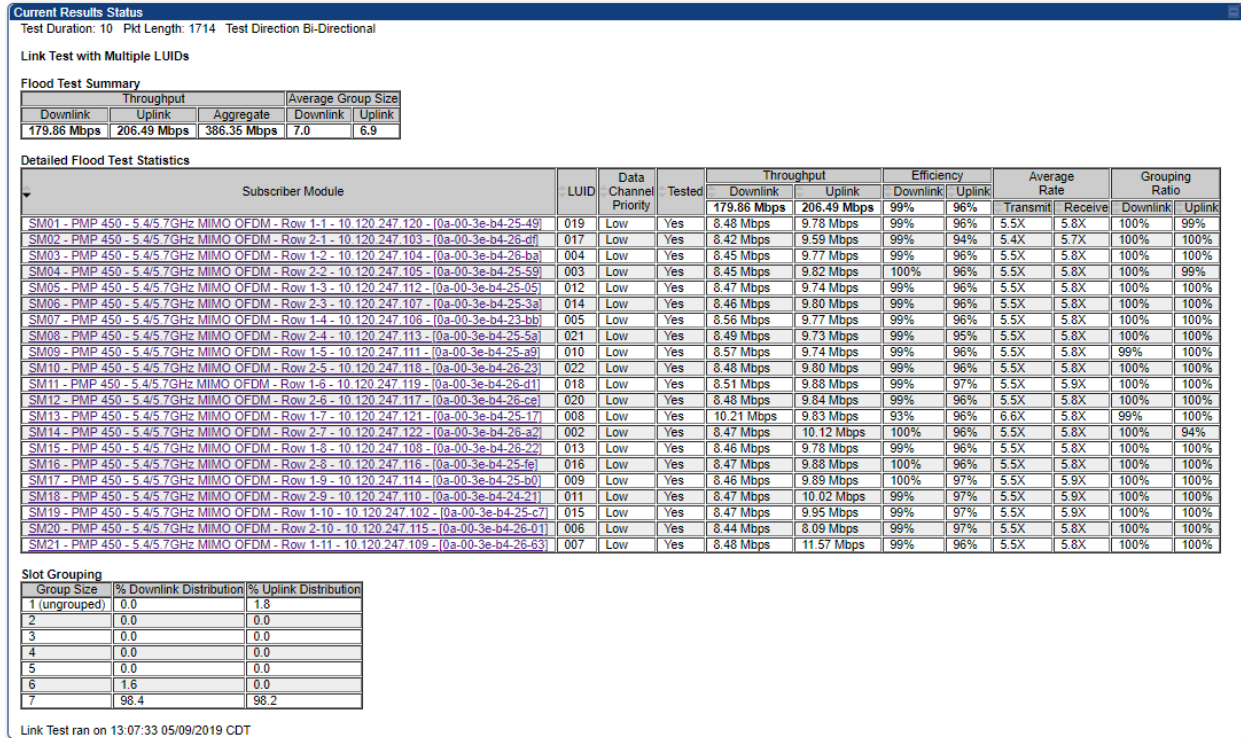 Current Results Status
Test Duration: 10 Pkt Length: 1714 Test Direction Bi-Directional
Link Test with Multiple LUIDs
Flood Test Summary
Throughput Average Group Size
Downlink Uplink Aggregate Downlink Uplink
179.86 Mbps 206.49 Mbps 386.35 Mbps 7.0 6.9
Detailed Flood Test Statistics
Subscriber Module LUID Data Channel Priority Tested Throughput Efficiency Average Rate Grouping Ratio
Downlink Uplink Downlink Uplink Transmit Receive Downlink Uplink
179.86 Mbps 206.49 Mbps 99% 96%
SM01 - PMP 450 - 5.4/5.7GHz MIMO OFDM - Row 1-1 - 10.120.247.120 - [0a-00-3e-b4-25-49] 019 Low Yes 8.48 Mbps 9.78 Mbps 99% 96% 5.5X 5.8X 100% 99%
SM02 - PMP 450 - 5.4/5.7GHz MIMO OFDM - Row 2-1 - 10.120.247.103 - [0a-00-3e-b4-26-df] 017 Low Yes 8.42 Mbps 9.59 Mbps 99% 94% 5.4X 5.7X 100% 100%
SM03 - PMP 450 - 5.4/5.7GHz MIMO OFDM - Row 1-2 - 10.120.247.104 - [0a-00-3e-b4-26-ba] 004 Low Yes 8.45 Mbps 9.77 Mbps 99% 96% 5.5X 5.8X 100% 100%
SM04 - PMP 450 - 5.4/5.7GHz MIMO OFDM - Row 2-2 - 10.120.247.105 - [0a-00-3e-b4-25-59] 003 Low Yes 8.45 Mbps 9.82 Mbps 100% 96% 5.5X 5.8X 100% 99%
SM05 - PMP 450 - 5.4/5.7GHz MIMO OFDM - Row 1-3 - 10.120.247.112 - [0a-00-3e-b4-25-05] 012 Low Yes 8.47 Mbps 9.74 Mbps 99% 96% 5.5X 5.8X 100% 100%
SM06 - PMP 450 - 5.4/5.7GHz MIMO OFDM - Row 2-3 - 10.120.247.107 - [0a-00-3e-b4-25-3a] 014 Low Yes 8.46 Mbps 9.80 Mbps 99% 96% 5.5X 5.8X 100% 100%
SM07 - PMP 450 - 5.4/5.7GHz MIMO OFDM - Row 1-4 - 10.120.247.106 - [0a-00-3e-b4-23-bb] 005 Low Yes 8.56 Mbps 9.77 Mbps 99% 96% 5.5X 5.8X 100% 100%
SM08 - PMP 450 - 5.4/5.7GHz MIMO OFDM - Row 2-4 - 10.120.247.113 - [0a-00-3e-b4-25-5a] 021 Low Yes 8.49 Mbps 9.73 Mbps 99% 95% 5.5X 5.8X 100% 100%
SM09 - PMP 450 - 5.4/5.7GHz MIMO OFDM - Row 1-5 - 10.120.247.111 - [0a-00-3e-b4-25-a9] 010 Low Yes 8.57 Mbps 9.74 Mbps 99% 96% 5.5X 5.8X 99% 100%
SM10 - PMP 450 - 5.4/5.7GHz MIMO OFDM - Row 2-5 - 10.120.247.118 - [0a-00-3e-b4-26-23] 022 Low Yes 8.48 Mbps 9.80 Mbps 99% 96% 5.5X 5.8X 100% 100%
SM11 - PMP 450 - 5.4/5.7GHz MIMO OFDM - Row 1-6 - 10.120.247.119 - [0a-00-3e-b4-26-d1] 018 Low Yes 8.51 Mbps 9.88 Mbps 99% 97% 5.5X 5.9X 100% 100%
SM12 - PMP 450 - 5.4/5.7GHz MIMO OFDM - Row 2-6 - 10.120.247.117 - [0a-00-3e-b4-26-ce] 020 Low Yes 8.48 Mbps 9.84 Mbps 99% 96% 5.5X 5.8X 100% 100%
SM13 - PMP 450 - 5.4/5.7GHz MIMO OFDM - Row 1-7 - 10.120.247.121 - [0a-00-3e-b4-25-17] 008 Low Yes 10.21 Mbps 9.83 Mbps 93% 96% 6.6X 5.8X 99% 100%
SM14 - PMP 450 - 5.4/5.7GHz MIMO OFDM - Row 2-7 - 10.120.247.122 - [0a-00-3e-b4-26-a2] 002 Low Yes 8.47 Mbps 10.12 Mbps 100% 96% 5.5X 5.8X 100% 94%
SM15 - PMP 450 - 5.4/5.7GHz MIMO OFDM - Row 1-8 - 10.120.247.108 - [0a-00-3e-b4-26-22] 013 Low Yes 8.46 Mbps 9.78 Mbps 99% 96% 5.5X 5.8X 100% 100%
SM16 - PMP 450 - 5.4/5.7GHz MIMO OFDM - Row 2-8 - 10.120.247.116 - [0a-00-3e-b4-25-fe] 016 Low Yes 8.47 Mbps 9.88 Mbps 100% 96% 5.5X 5.8X 100% 100%
SM17 - PMP 450 - 5.4/5.7GHz MIMO OFDM - Row 1-9 - 10.120.247.114 - [0a-00-3e-b4-25-b0] 009 Low Yes 8.46 Mbps 9.89 Mbps 100% 97% 5.5X 5.9X 100% 100%
SM18 - PMP 450 - 5.4/5.7GHz MIMO OFDM - Row 2-9 - 10.120.247.110 - [0a-00-3e-b4-24-21] 011 Low Yes 8.47 Mbps 10.02 Mbps 99% 97% 5.5X 5.9X 100% 100%
SM19 - PMP 450 - 5.4/5.7GHz MIMO OFDM - Row 1-10 - 10.120.247.102 - [0a-00-3e-b4-25-c7] 015 Low Yes 8.47 Mbps 9.95 Mbps 99% 97% 5.5X 5.9X 100% 100%
SM20 - PMP 450 - 5.4/5.7GHz MIMO OFDM - Row 2-10 - 10.120.247.115 - [0a-00-3e-b4-26-01] 006 Low Yes 8.44 Mbps 8.09 Mbps 99% 97% 5.5X 5.8X 100% 100%
SM21 - PMP 450 - 5.4/5.7GHz MIMO OFDM - Row 1-11 - 10.120.247.109 - [0a-00-3e-b4-26-63] 007 Low Yes 8.48 Mbps 11.57 Mbps 99% 96% 5.5X 5.8X 100% 100%
Slot Grouping
Group Size % Downlink Distribution % Uplink Distribution
1 (ungrouped) 0.0 1.8
2 0.0 0.0
3 0.0 0.0
4 0.0 0.0
5 0.0 0.0
6 1.6 0.0
7 98.4 98.2
Link Test ran on 13:07:33 05/09/2019 CDT